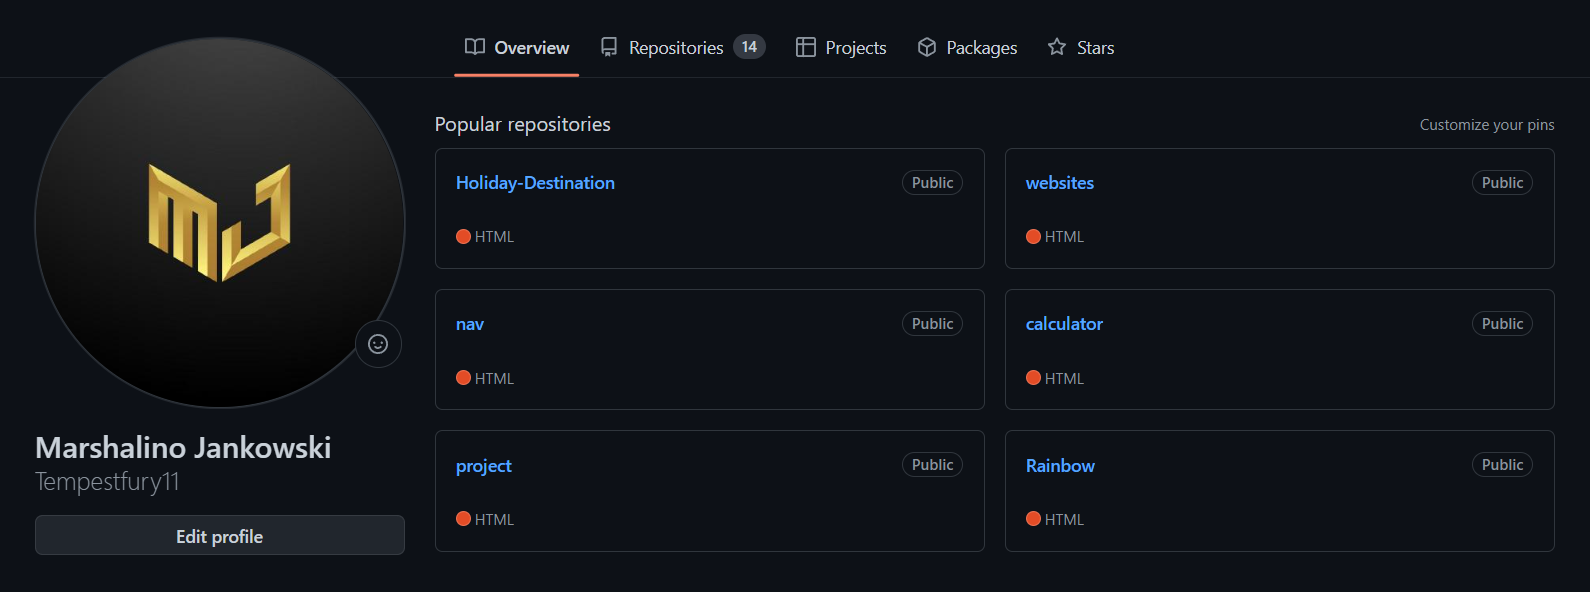 Overview Repositories 14 Projects Packages Stars
MJ
Marshalino Jankowski
Tempestfury11
Edit profile
Popular repositories Customize your pins
Holiday-Destination Public
HTML
websites Public
HTML
nav Public
HTML
calculator Public
HTML
project Public
HTML
Rainbow Public
HTML